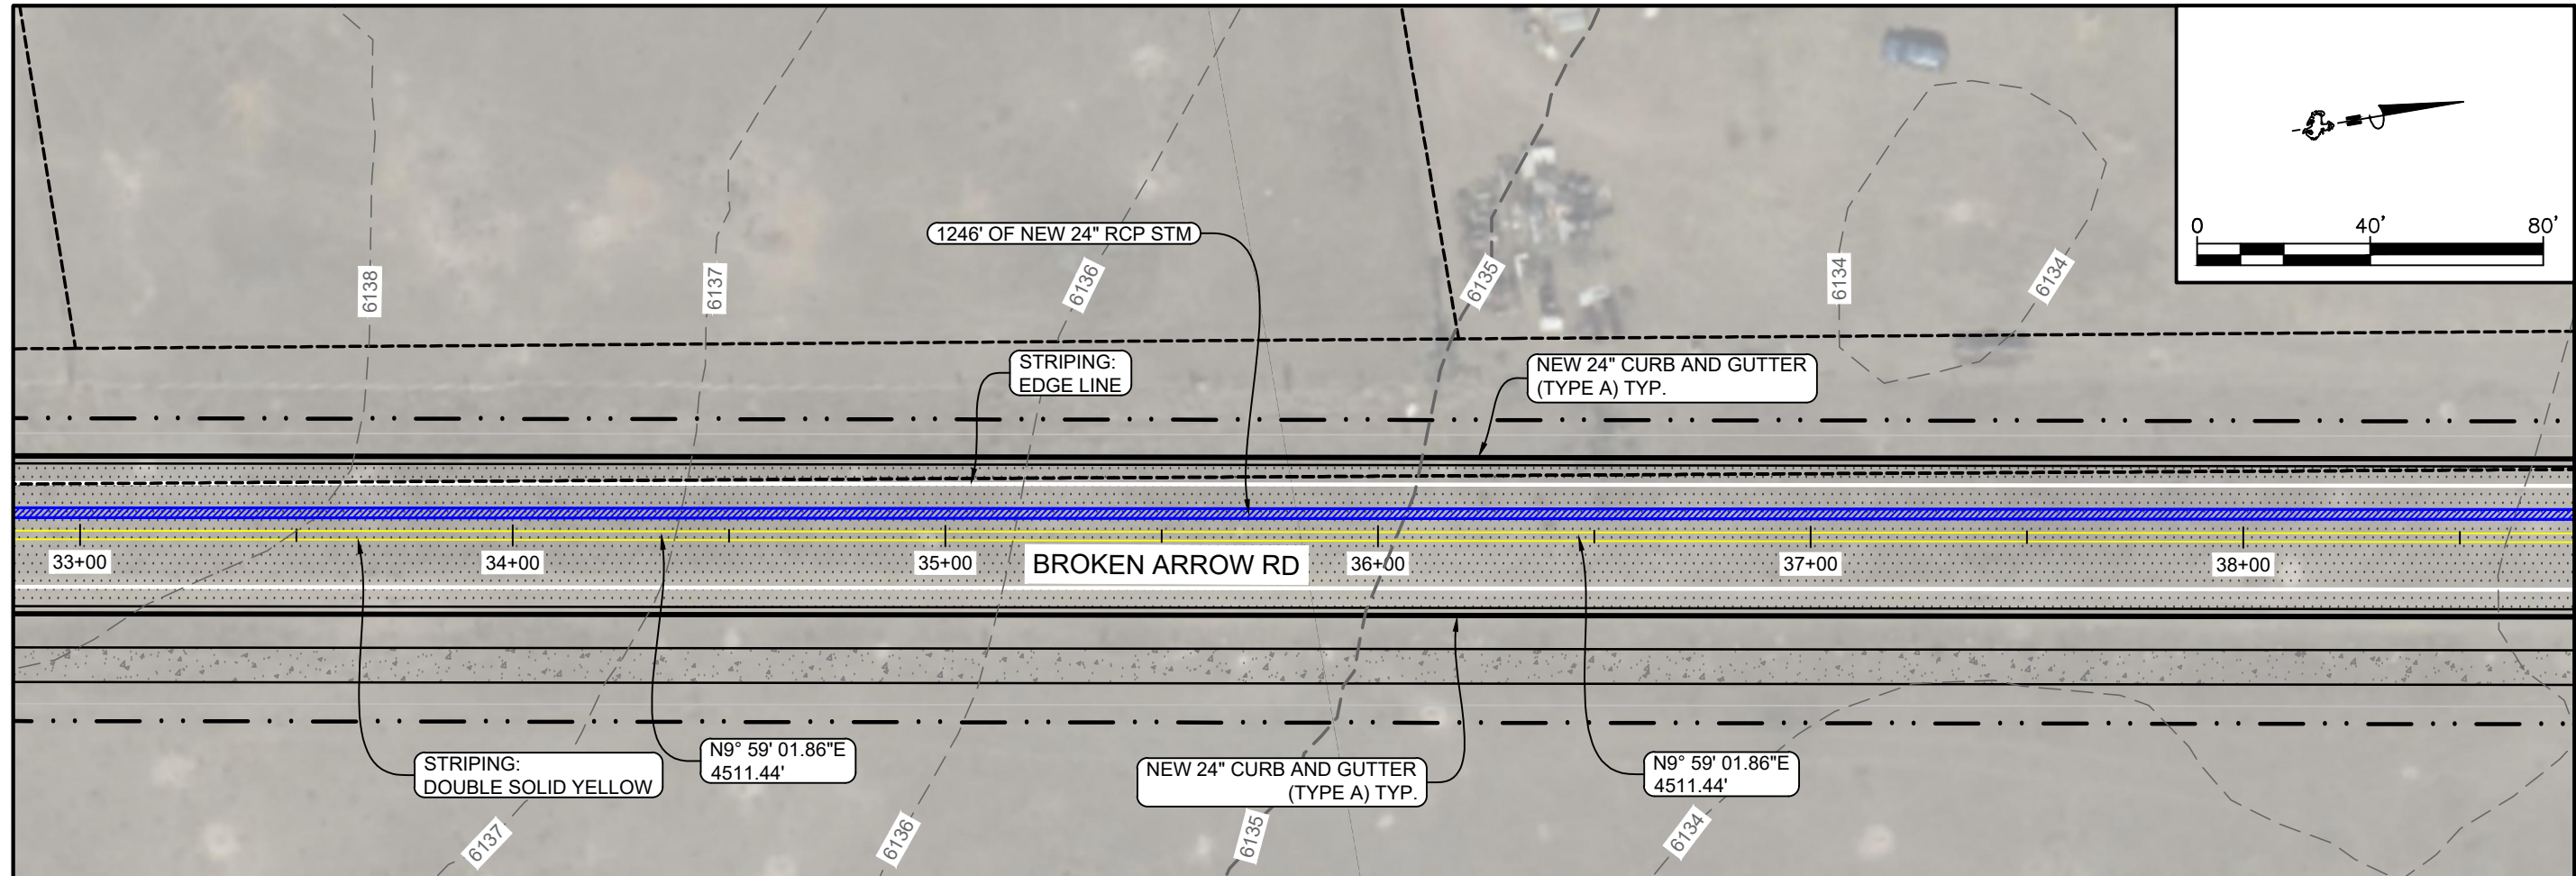 0 40' 80'
1246' OF NEW 24" RCP STM
6138
6137
6136
6135
6134
6134
STRIPING:
EDGE LINE
NEW 24" CURB AND GUTTER
(TYPE A) TYP.
33+00
34+00
35+00
BROKEN ARROW RD
36+00
37+00
38+00
STRIPING:
DOUBLE SOLID YELLOW
N9° 59' 01.86"E
4511.44'
NEW 24" CURB AND GUTTER
(TYPE A) TYP.
N9° 59' 01.86"E
4511.44'
6137
6136
6135
6134